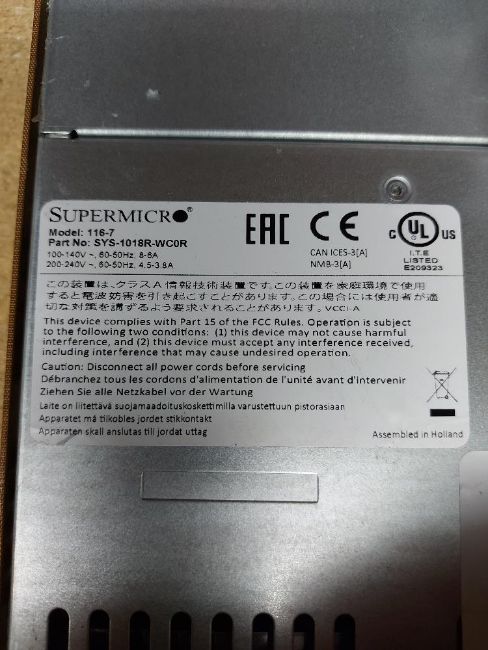 SUPERMICRO
Model: 116-7
Part No: SYS-1018R-WC0R
100-140V ~, 60-50Hz, 8-6A
200-240V ~, 60-50Hz, 4.5-3.8A
EAC CE
CAN ICES-3[A]
NMB-3[A]
C UL US
I.T.E
LISTED
E209323
この装置は、クラスA情報技術装置です。この装置を家庭環境で使用
すると電波妨害を引き起こすことがあります。この場合には使用者が適
切な対策を講ずるよう要求されることがあります。VCCI-A
This device complies with Part 15 of the FCC Rules. Operation is subject
to the following two conditions: (1) this device may not cause harmful
interference, and (2) this device must accept any interference received,
including interference that may cause undesired operation.
Caution: Disconnect all power cords before servicing
Débranchez tous les cordons d'alimentation de l'unité avant d'intervenir
Ziehen Sie alle Netzkabel vor der Wartung
Laite on liitettävä suojamaadoituskoskettimilla varustettuun pistorasiaan
Apparatet må tilkobles jordet stikkontakt
Apparaten skall anslutas till jordat uttag
Assembled in Holland